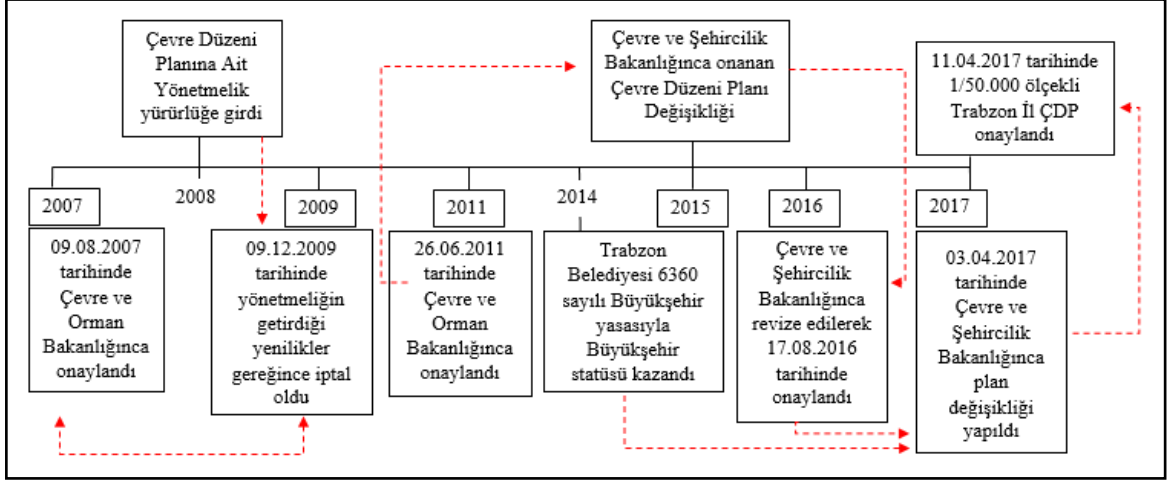 Çevre Düzeni
Planına Ait
Yönetmelik
yürürlüğe girdi
Çevre ve Şehircilik
Bakanlığınca onanan
Çevre Düzeni Planı
Değişikliği
11.04.2017 tarihinde
1/50.000 ölçekli
Trabzon İl ÇDP
onaylandı
2007
2008
2009
2011
2014
2015
2016
2017
09.08.2007
tarihinde
Çevre ve
Orman
Bakanlığınca
onaylandı
09.12.2009
tarihinde
yönetmeliğin
getirdiği
yenilikler
gereğince iptal
oldu
26.06.2011
tarihinde
Çevre ve
Orman
Bakanlığınca
onaylandı
Trabzon
Belediyesi 6360
sayılı Büyükşehir
yasasıyla
Büyükşehir
statüsü kazandı
Çevre ve
Şehircilik
Bakanlığınca
revize edilerek
17.08.2016
tarihinde
onaylandı
03.04.2017
tarihinde
Çevre ve
Şehircilik
Bakanlığınca
plan
değişikliği
yapıldı